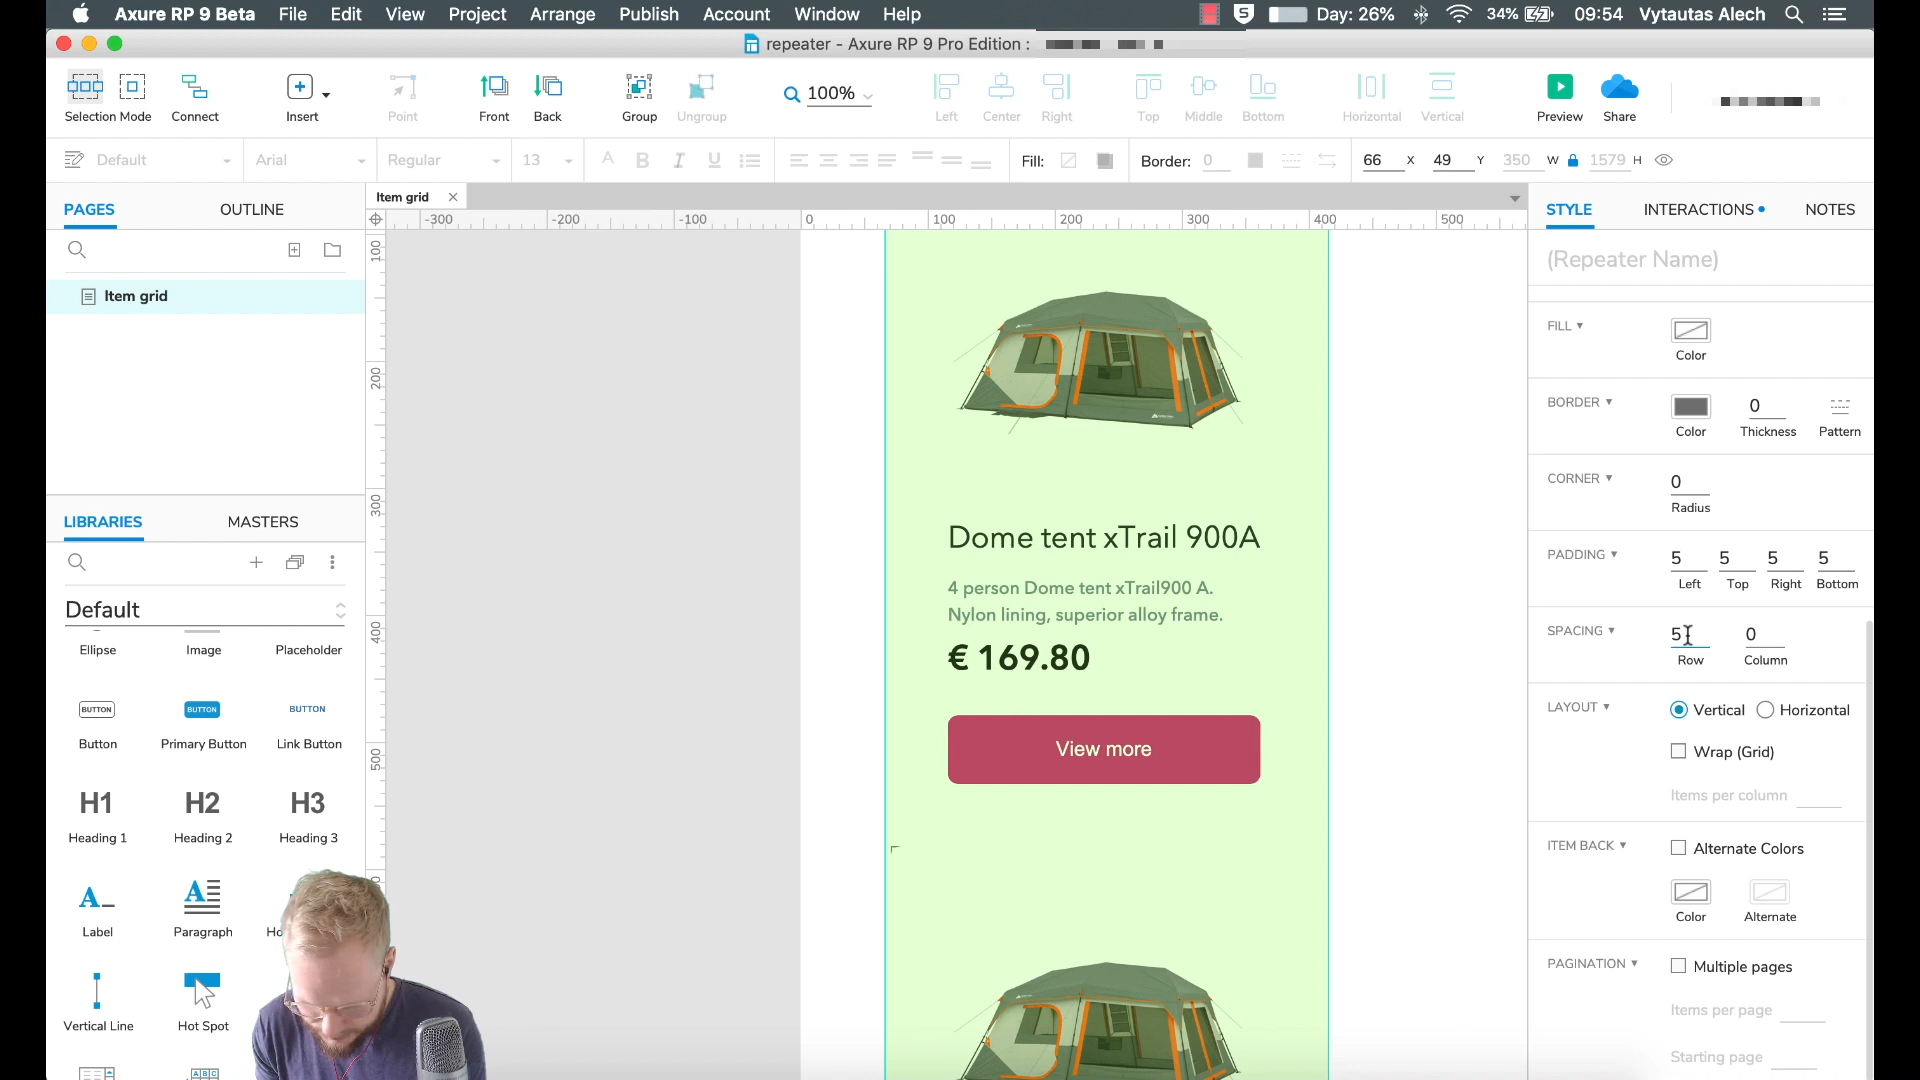 Axure RP 9 Beta File Edit View Project Arrange Publish Account Window Help S Day: 26% 34% 09:54 Vytautas Alech
repeater - Axure RP 9 Pro Edition :
100%
Selection Mode Connect Insert Point Front Back Group Ungroup Left Center Right Top Middle Bottom Horizontal Vertical Preview Share
Default Arial Regular 13 A B I U Fill: Border: 0 66 X 49 Y 350 W 1579 H
PAGES OUTLINE
Item grid
-300 -200 -100 0 100 200 300 400 500
100
200
300
400
500
Item grid
LIBRARIES MASTERS
Default
Ellipse Image Placeholder
BUTTON BUTTON BUTTON
Button Primary Button Link Button
H1 H2 H3
Heading 1 Heading 2 Heading 3
A A
Label Paragraph
Vertical Line Hot Spot
ABC
Dome tent xTrail 900A
4 person Dome tent xTrail900 A.
Nylon lining, superior alloy frame.
€ 169.80
View more
STYLE INTERACTIONS NOTES
(Repeater Name)
FILL
Color
BORDER 0
Color Thickness Pattern
CORNER 0
Radius
PADDING 5 5 5 5
Left Top Right Bottom
SPACING 5 0
Row Column
LAYOUT Vertical Horizontal
Wrap (Grid)
Items per column
ITEM BACK Alternate Colors
Color Alternate
PAGINATION Multiple pages
Items per page
Starting page